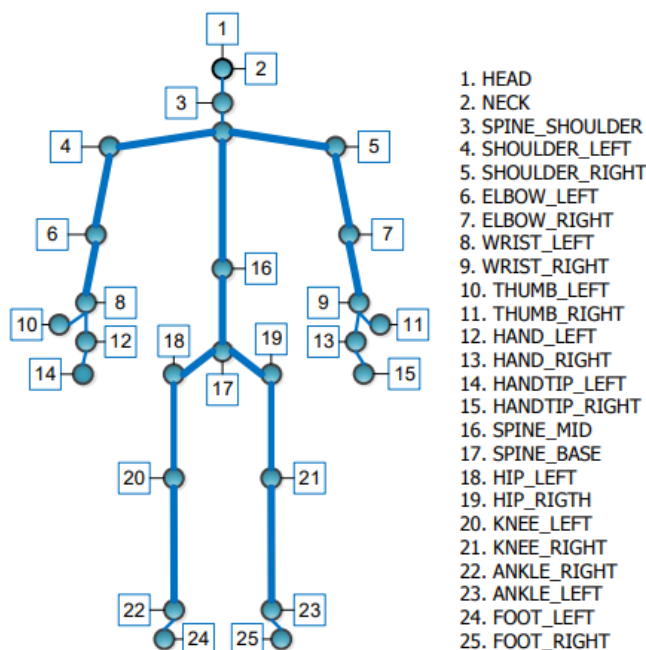 1
2
3
4
5
6
7
16
8
9
10
11
12
13
18
19
14
15
17
20
21
22
23
24
25
1. HEAD
2. NECK
3. SPINE_SHOULDER
4. SHOULDER_LEFT
5. SHOULDER_RIGHT
6. ELBOW_LEFT
7. ELBOW_RIGHT
8. WRIST_LEFT
9. WRIST_RIGHT
10. THUMB_LEFT
11. THUMB_RIGHT
12. HAND_LEFT
13. HAND_RIGHT
14. HANDTIP_LEFT
15. HANDTIP_RIGHT
16. SPINE_MID
17. SPINE_BASE
18. HIP_LEFT
19. HIP_RIGTH
20. KNEE_LEFT
21. KNEE_RIGHT
22. ANKLE_RIGHT
23. ANKLE_LEFT
24. FOOT_LEFT
25. FOOT_RIGHT